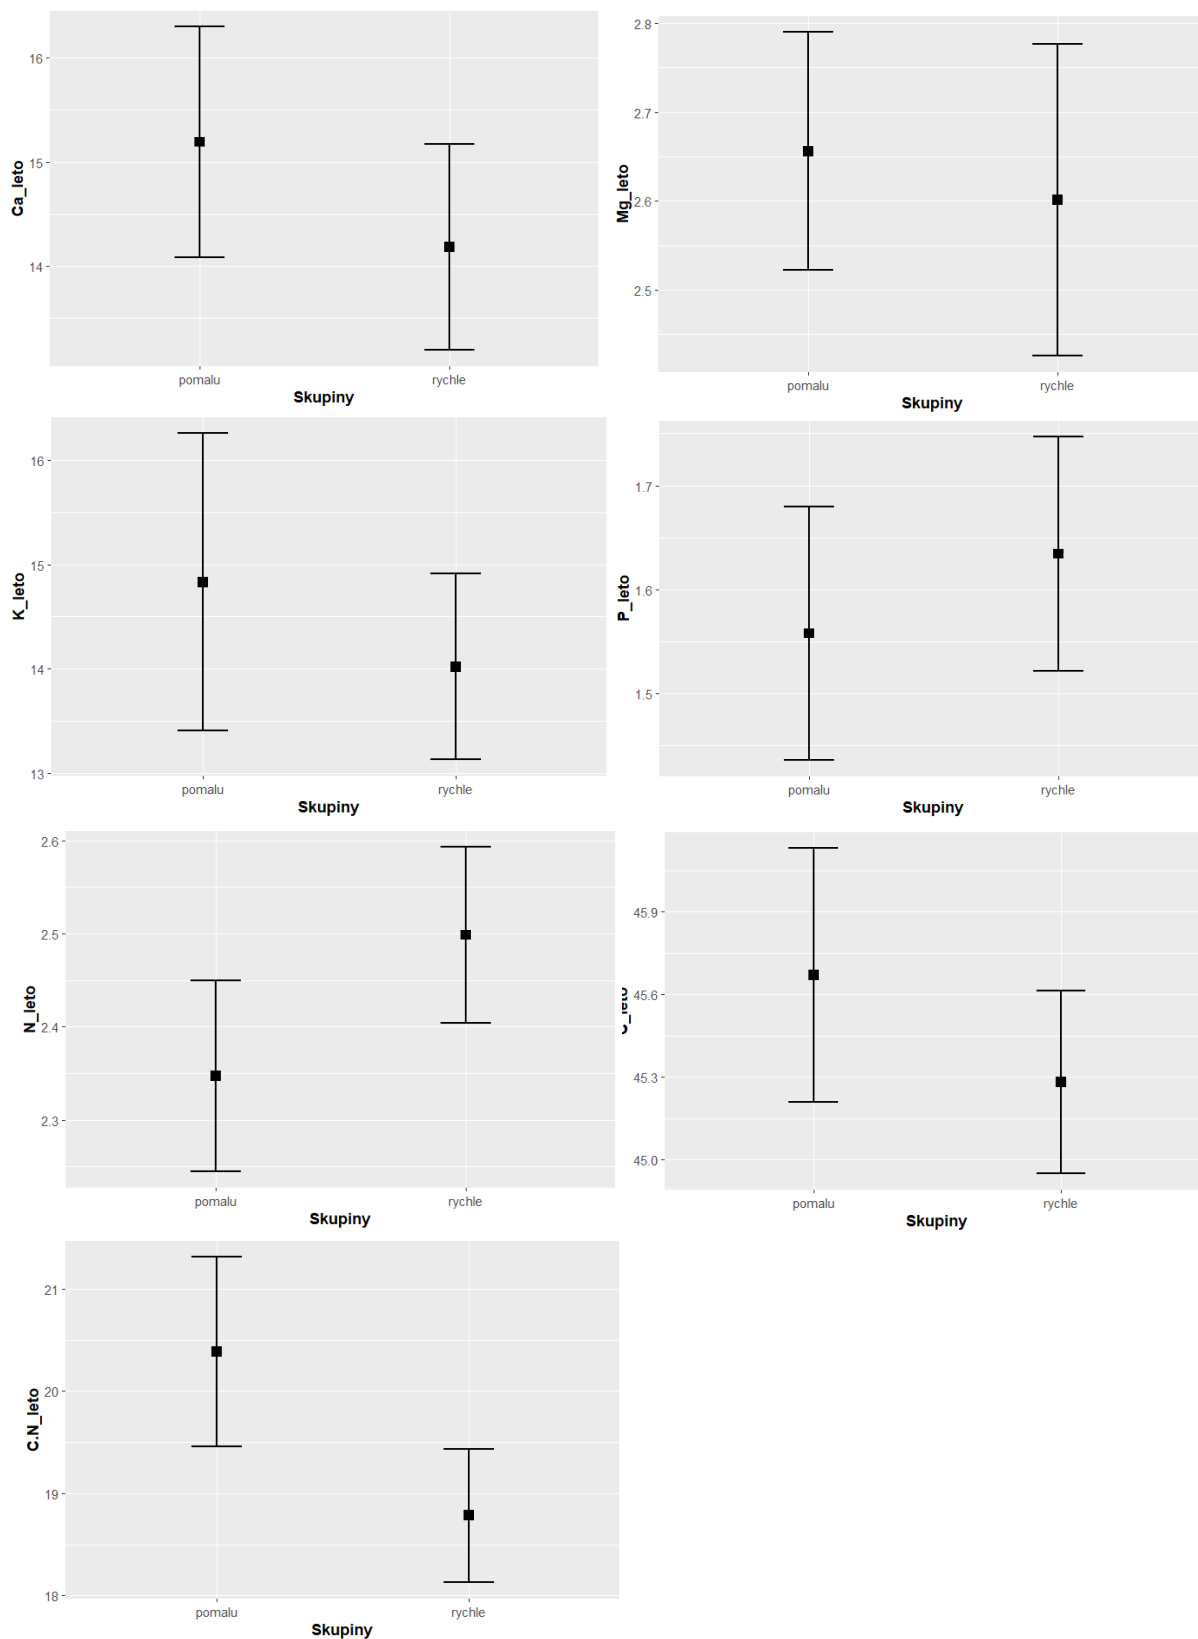 Ca_leto
16
15
14
pomalu
rychle
Skupiny
Mg_leto
2.8
2.7
2.6
2.5
pomalu
rychle
Skupiny
K_leto
16
15
14
13
pomalu
rychle
Skupiny
P_leto
1.7
1.6
1.5
pomalu
rychle
Skupiny
N_leto
2.6
2.5
2.4
2.3
pomalu
rychle
Skupiny
C_leto
45.9
45.6
45.3
45.0
pomalu
rychle
Skupiny
C.N_leto
21
20
19
18
pomalu
rychle
Skupiny